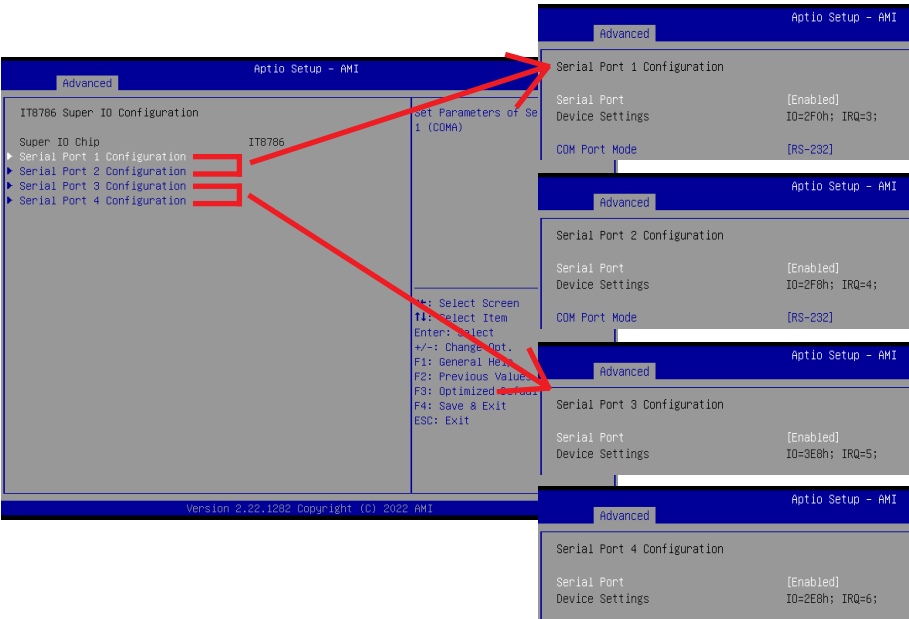 Aptio Setup - AMI
Advanced
IT8786 Super IO Configuration
Super IO Chip IT8786
Serial Port 1 Configuration
Serial Port 2 Configuration
Serial Port 3 Configuration
Serial Port 4 Configuration
Set Parameters of Se
1 (COMA)
: Select Screen
↑↓: Select Item
Enter: Select
+/-: Change Opt.
F1: General Help
F2: Previous Values
F3: Optimized Defaul
F4: Save & Exit
ESC: Exit
Version 2.22.1282 Copyright (C) 2022 AMI
Aptio Setup - AMI
Advanced
Serial Port 1 Configuration
Serial Port [Enabled]
Device Settings IO=2F0h; IRQ=3;
COM Port Mode [RS-232]
Aptio Setup - AMI
Advanced
Serial Port 2 Configuration
Serial Port [Enabled]
Device Settings IO=2F8h; IRQ=4;
COM Port Mode [RS-232]
Aptio Setup - AMI
Advanced
Serial Port 3 Configuration
Serial Port [Enabled]
Device Settings IO=3E8h; IRQ=5;
Aptio Setup - AMI
Advanced
Serial Port 4 Configuration
Serial Port [Enabled]
Device Settings IO=2E8h; IRQ=6;